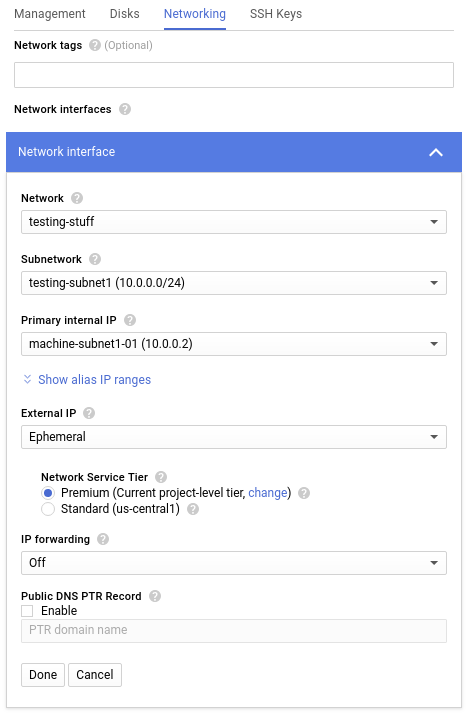 Management Disks Networking SSH Keys
Network tags ? (Optional)
Network interfaces ?
Network interface
Network ?
testing-stuff
Subnetwork ?
testing-subnet1 (10.0.0.0/24)
Primary internal IP ?
machine-subnet1-01 (10.0.0.2)
Show alias IP ranges
External IP ?
Ephemeral
Network Service Tier ?
Premium (Current project-level tier, change) ?
Standard (us-central1) ?
IP forwarding ?
Off
Public DNS PTR Record ?
Enable
PTR domain name
Done Cancel